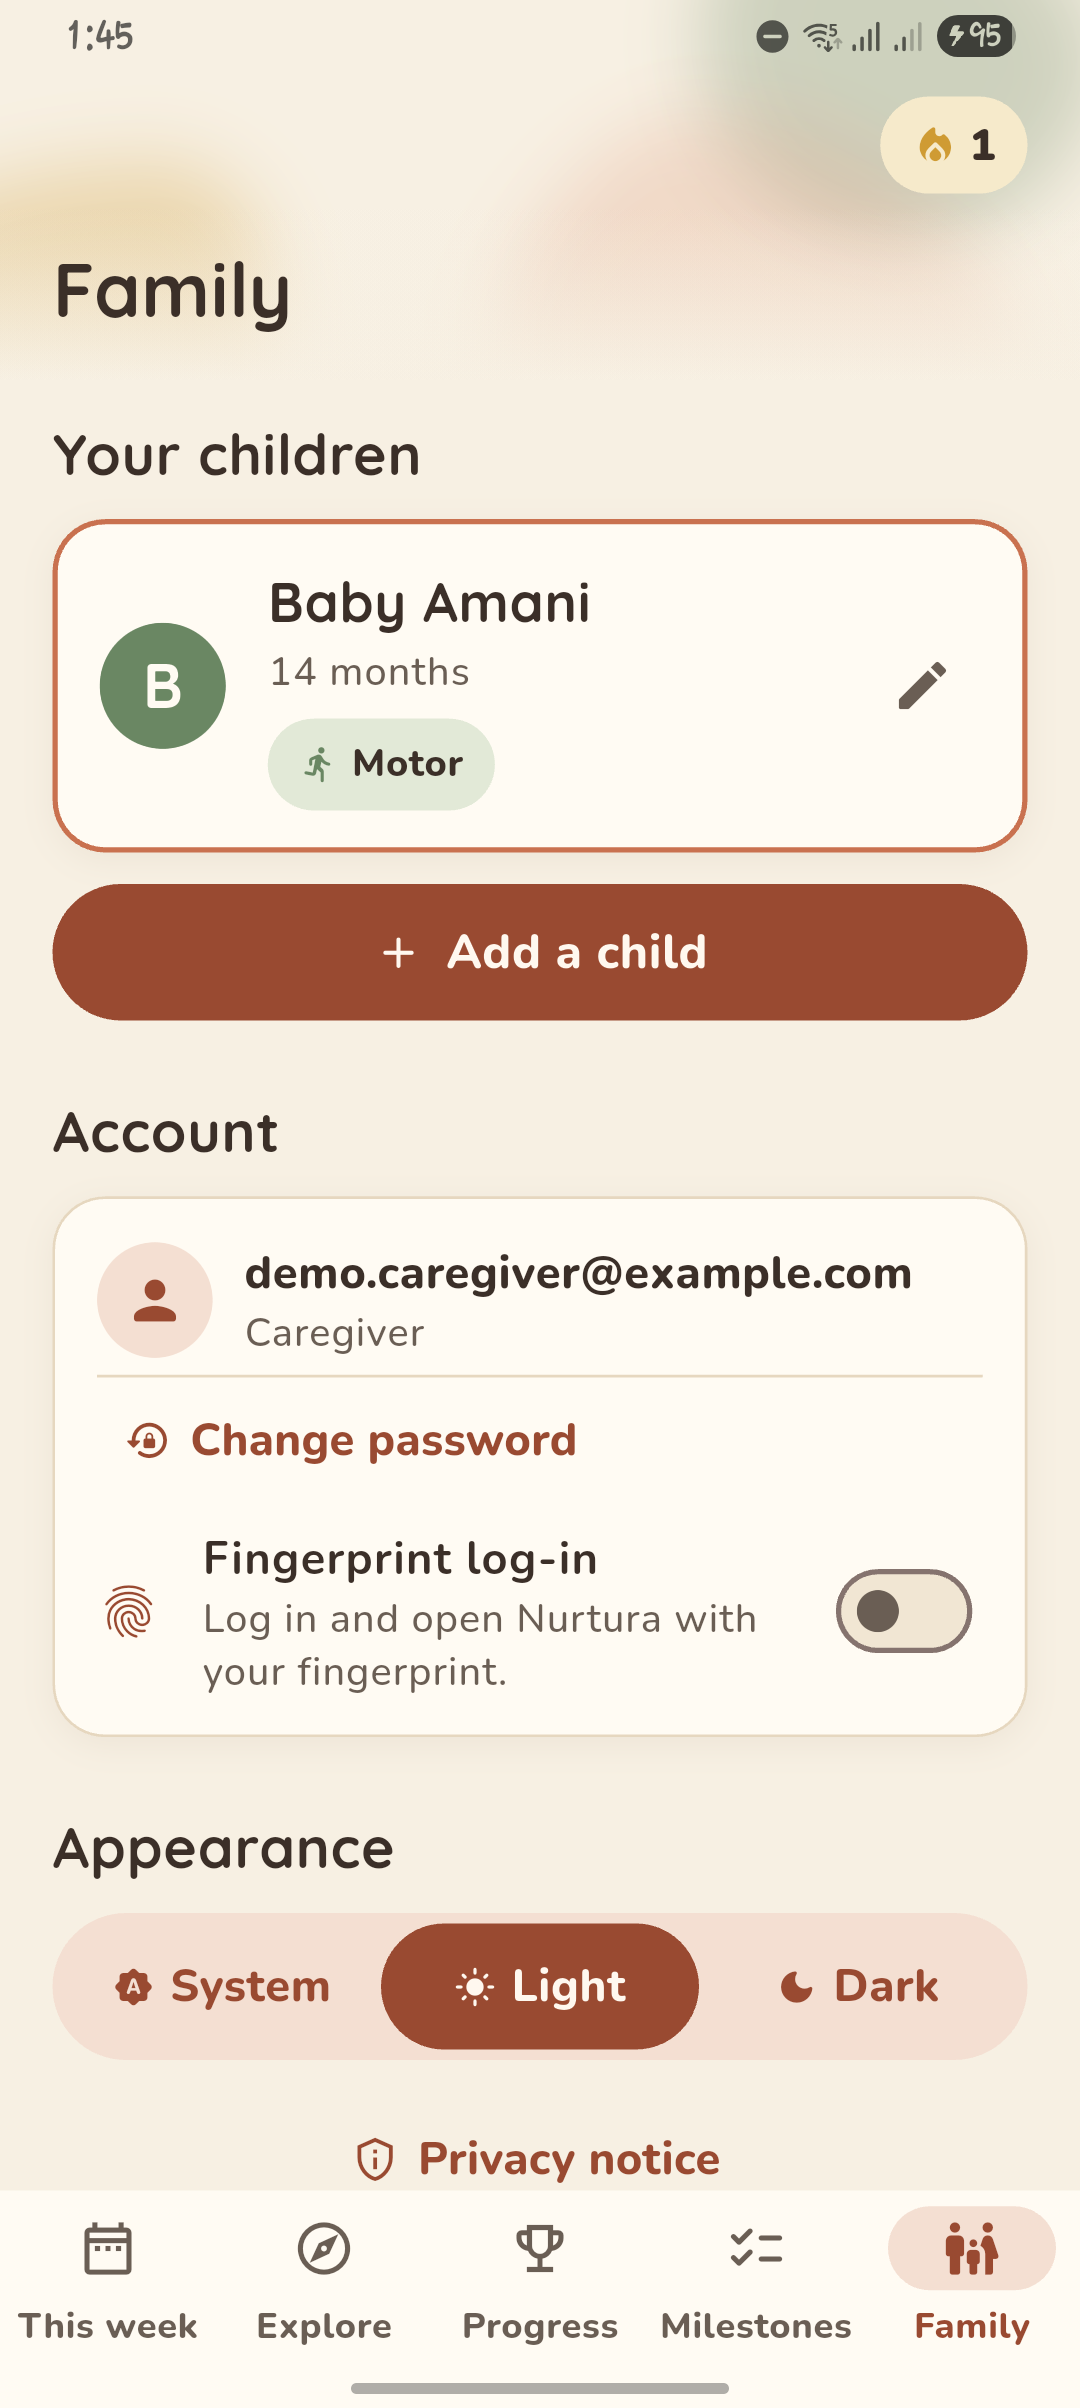 1:45
5
95
1
Family
Your children
B
Baby Amani
14 months
Motor
Add a child
Account
demo.caregiver@example.com
Caregiver
Change password
Fingerprint log-in
Log in and open Nurtura with
your fingerprint.
Appearance
A System
Light
Dark
Privacy notice
This week
Explore
Progress
Milestones
Family